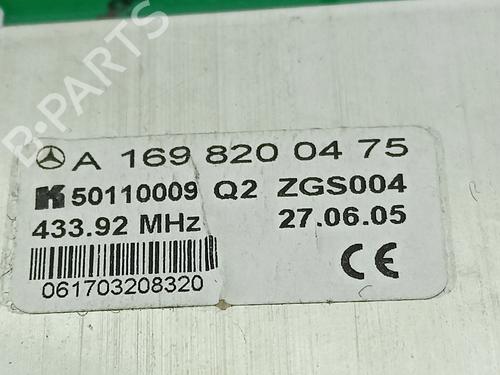 A 169 820 04 75
K 50110009 Q2 ZGS004
433.92 MHz 27.06.05
CE
061703208320
B-PARTS